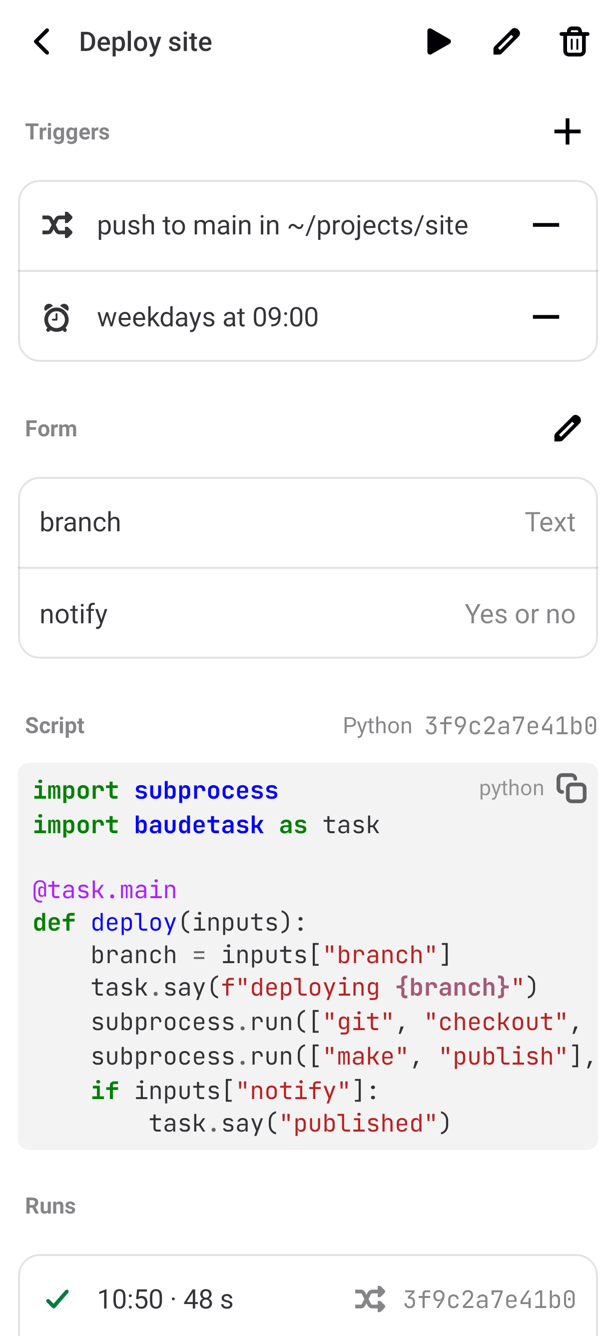 Deploy site
Triggers
push to main in ~/projects/site
weekdays at 09:00
Form
branch Text
notify Yes or no
Script Python 3f9c2a7e41b0
python
import subprocess
import baudetask as task
@task.main
def deploy(inputs):
    branch = inputs["branch"]
    task.say(f"deploying {branch}")
    subprocess.run(["git", "checkout",
    subprocess.run(["make", "publish"],
    if inputs["notify"]:
        task.say("published")
Runs
10:50 · 48 s 3f9c2a7e41b0